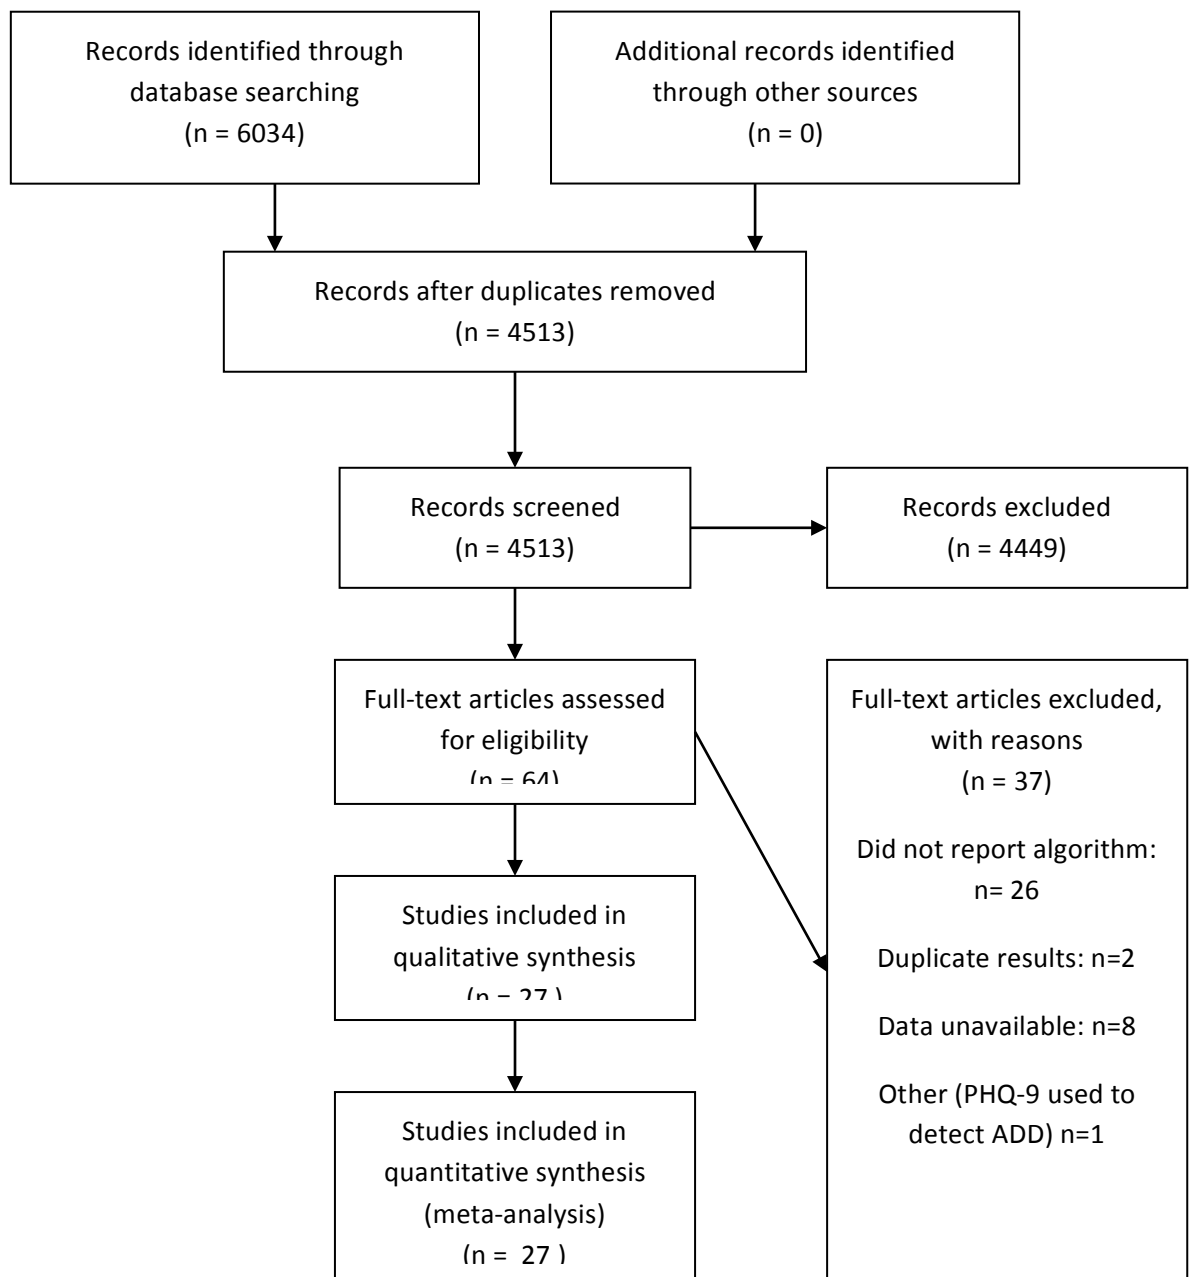 Records identified through
database searching
(n = 6034)
Additional records identified
through other sources
(n = 0)
Records after duplicates removed
(n = 4513)
Records screened
(n = 4513)
Records excluded
(n = 4449)
Full-text articles assessed
for eligibility
(n = 64)
Full-text articles excluded,
with reasons
(n = 37)
Did not report algorithm:
n= 26
Duplicate results: n=2
Data unavailable: n=8
Other (PHQ-9 used to
detect ADD) n=1
Studies included in
qualitative synthesis
(n = 27 )
Studies included in
quantitative synthesis
(meta-analysis)
(n =  27 )